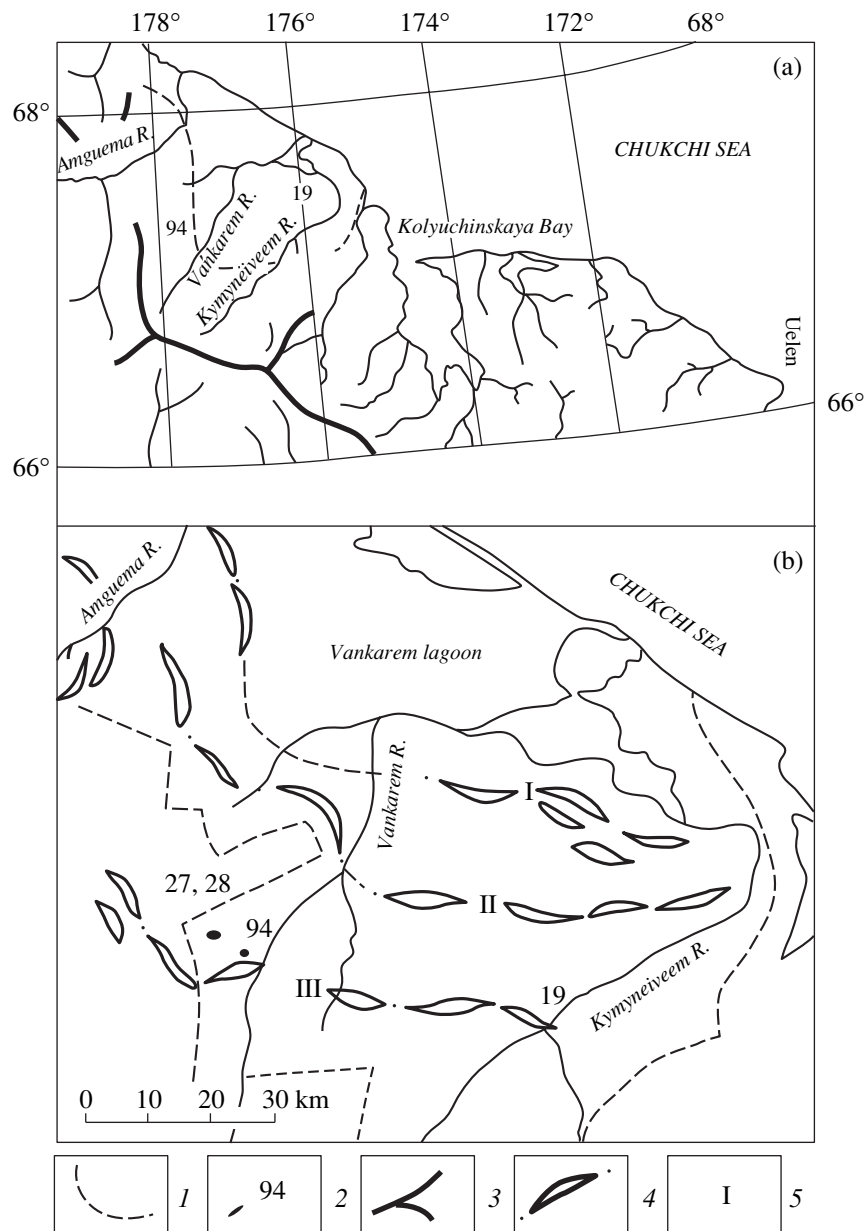 178° 176° 174° 172° 68°
(a)
68°
Amguema R.
CHUKCHI SEA
19
94
Vankarem R.
Kymyneiveem R.
Kolyuchinskaya Bay
Uelen
66°
66°
(b)
Amguema R.
CHUKCHI SEA
Vankarem lagoon
Vankarem R.
I
27, 28
94
II
III
19
Kymyneiveem R.
0 10 20 30 km
1 94 2 3 4 I 5